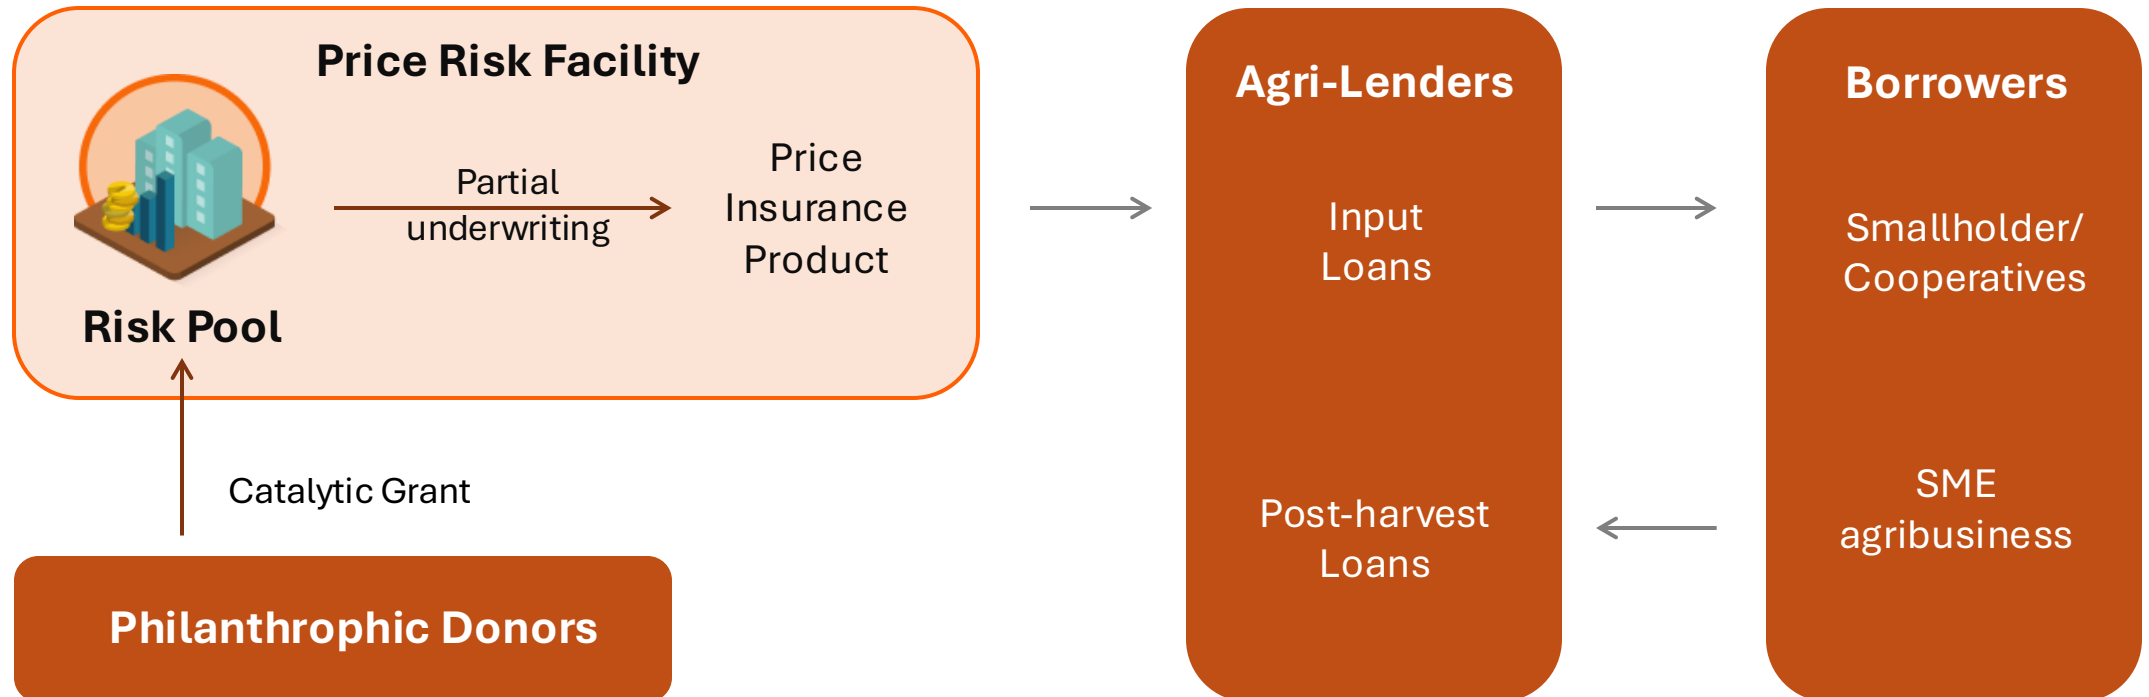 Price Risk Facility
Partial
underwriting
Price
Insurance
Product
Risk Pool
Catalytic Grant
Philanthrophic Donors
Agri-Lenders
Input
Loans
Post-harvest
Loans
Borrowers
Smallholder/
Cooperatives
SME
agribusiness